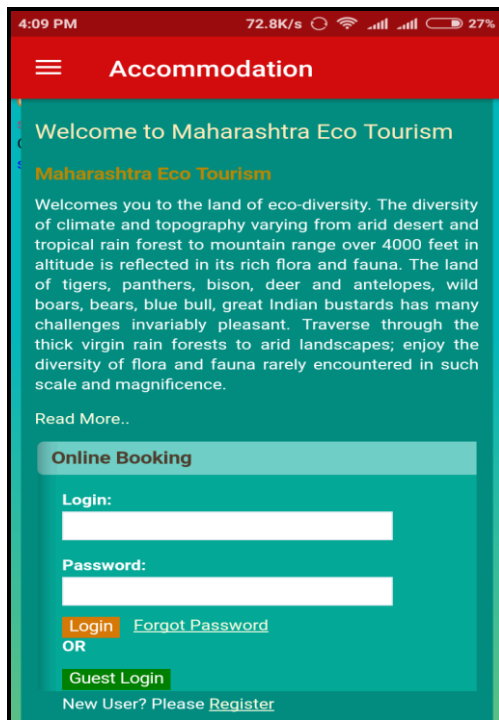 4:09 PM 72.8K/s 27%
Accommodation
Welcome to Maharashtra Eco Tourism
Maharashtra Eco Tourism
Welcomes you to the land of eco-diversity. The diversity
of climate and topography varying from arid desert and
tropical rain forest to mountain range over 4000 feet in
altitude is reflected in its rich flora and fauna. The land
of tigers, panthers, bison, deer and antelopes, wild
boars, bears, blue bull, great Indian bustards has many
challenges invariably pleasant. Traverse through the
thick virgin rain forests to arid landscapes; enjoy the
diversity of flora and fauna rarely encountered in such
scale and magnificence.
Read More..
Online Booking
Login:
Password:
Login Forgot Password
OR
Guest Login
New User? Please Register